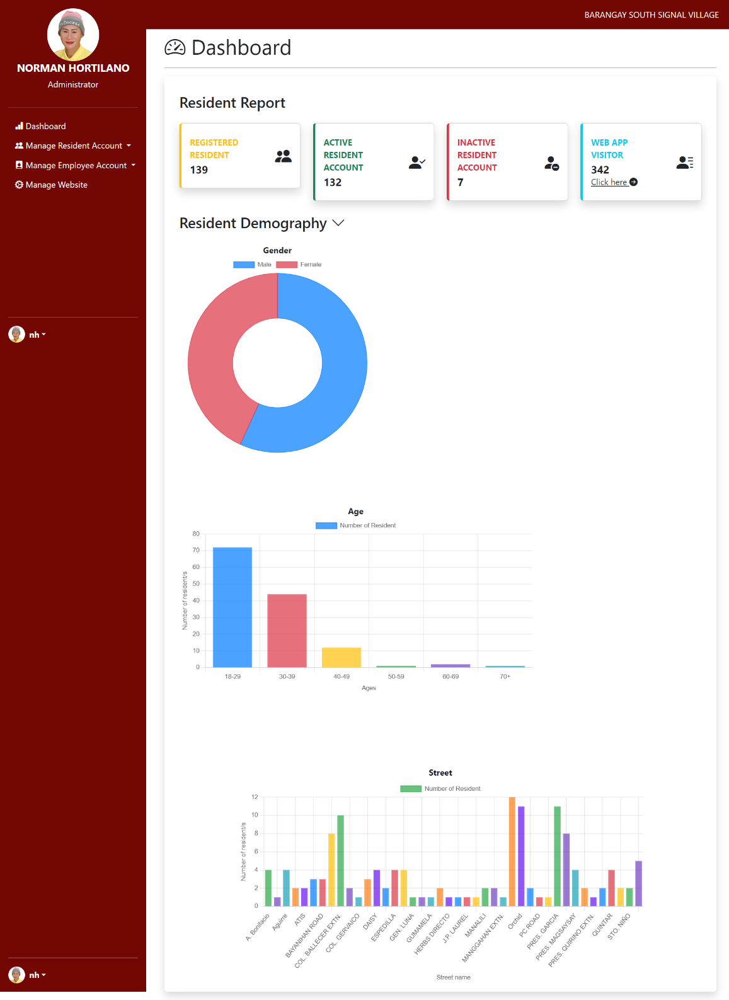 BARANGAY SOUTH SIGNAL VILLAGE
NORMAN HORTILANO
Administrator
Dashboard
Manage Resident Account
Manage Employee Account
Manage Website
nh
Dashboard
Resident Report
REGISTERED
RESIDENT
139
ACTIVE
RESIDENT
ACCOUNT
132
INACTIVE
RESIDENT
ACCOUNT
7
WEB APP
VISITOR
342
Click here
Resident Demography
Gender
Male Female
Age
Number of Resident
Number of resident/s
80
70
60
50
40
30
20
10
0
18-29 30-39 40-49 50-59 60-69 70+
Ages
Street
Number of Resident
Number of resident/s
12
10
8
6
4
2
0
A. Bonifacio
Aguirre
ATIS
BAYANIHAN ROAD
COL. BALLECER EXTN.
COL. GERVAICO
DAISY
ESPEDILLA
GEN. LUNA
GUMAMELA
HERBS DIRECTO
J.P. LAUREL
MANALILI
MANGGAHAN EXTN.
Orchid
PC ROAD
PRES. GARCIA
PRES. MAGSAYSAY
PRES. QUIRINO EXTN.
QUINTAR
STO. NIÑO
Street name
nh